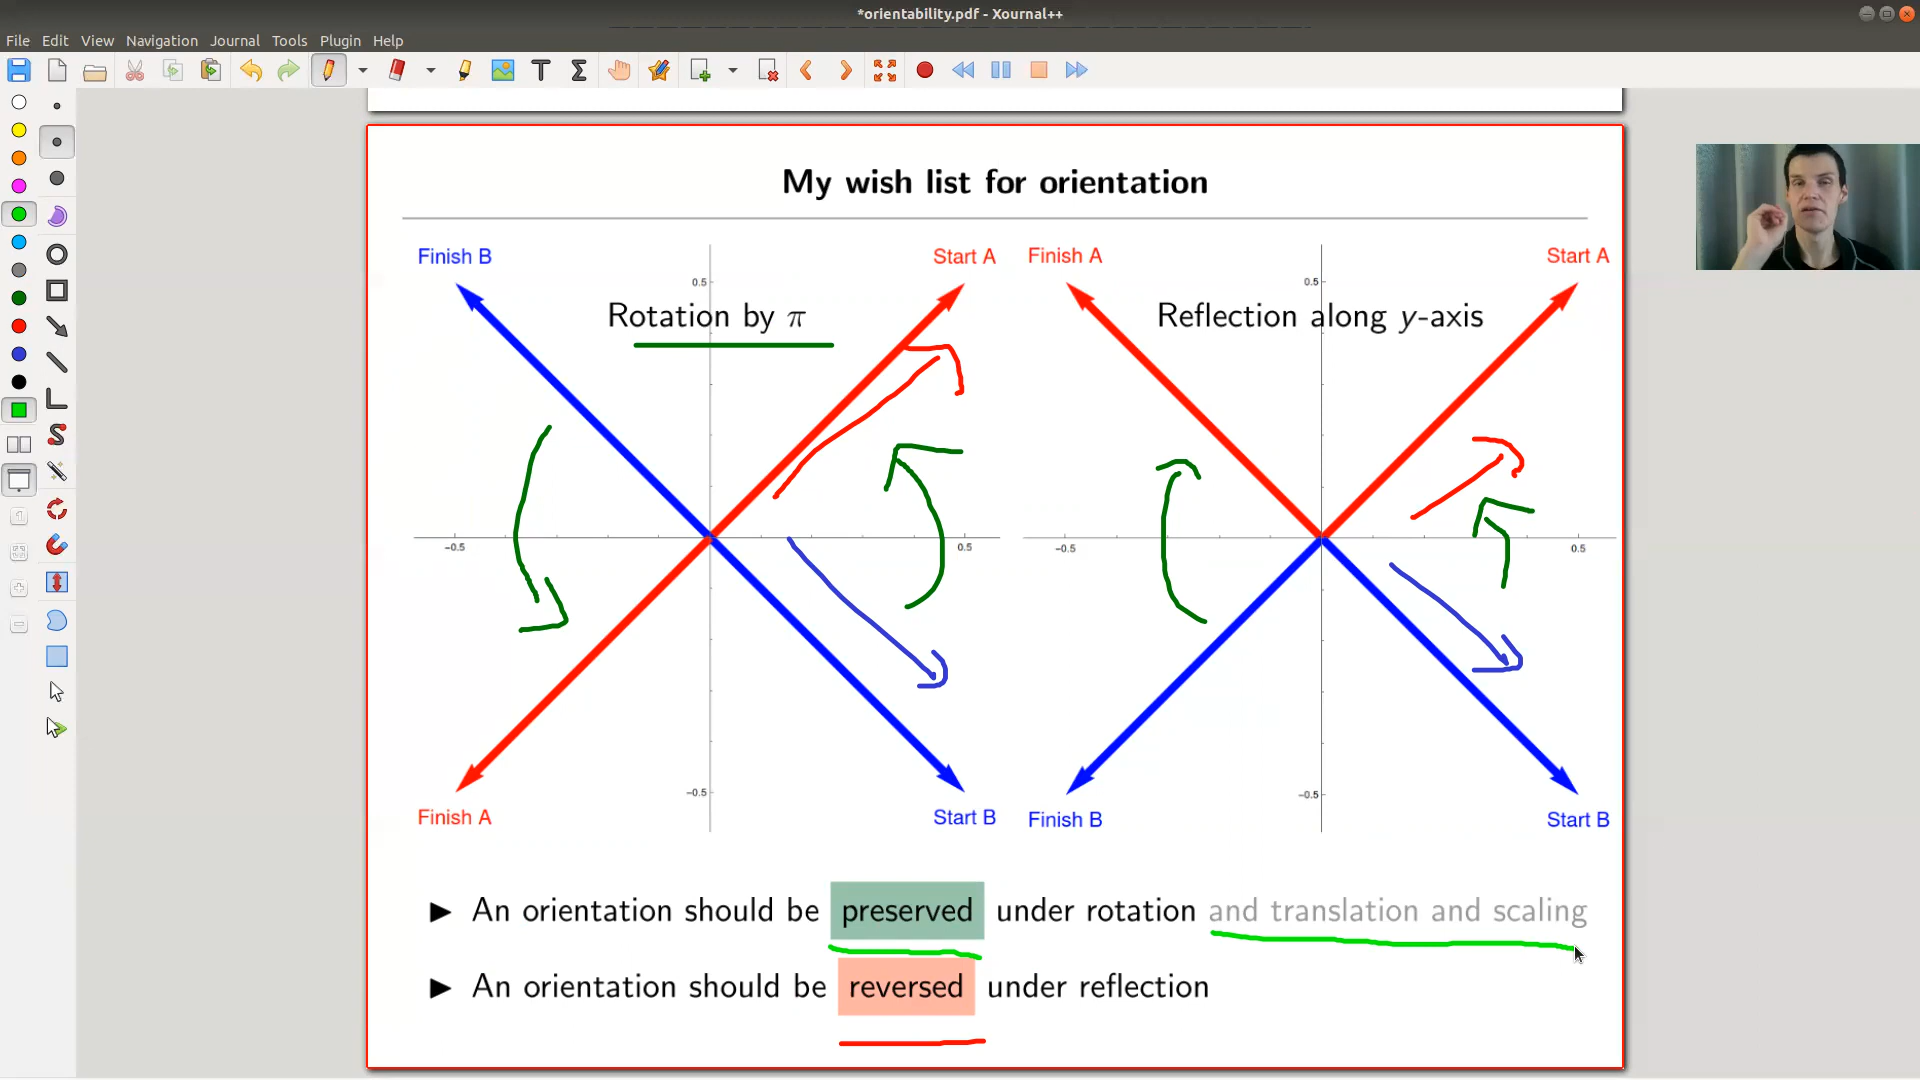 *orientability.pdf - Xournal++
File Edit View Navigation Journal Tools Plugin Help
My wish list for orientation
Finish B
Start A
0.5
Rotation by π
-0.5
0.5
-0.5
Finish A
Start B
Finish A
Start A
0.5
Reflection along y-axis
-0.5
0.5
-0.5
Finish B
Start B
▶ An orientation should be preserved under rotation and translation and scaling
▶ An orientation should be reversed under reflection